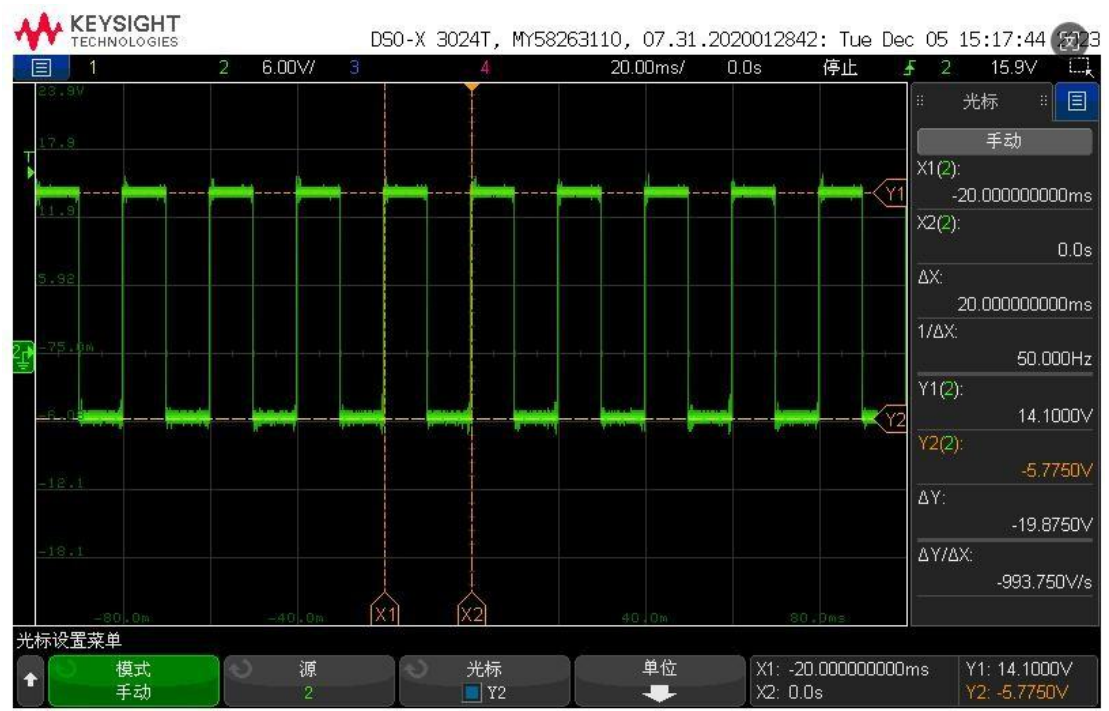 KEYSIGHT
TECHNOLOGIES
DSO-X 3024T, MY58263110, 07.31.2020012842: Tue Dec 05 15:17:44
1 2 6.00V/ 3 4 20.00ms/ 0.0s 停止 2 15.9V
23.9V
17.9
11.9
5.92
-75.0m
-12.1
-18.1
T
2
Y1
Y2
X1
X2
-80.0m -40.0m 40.0m 80.0ms
光标
手动
X1(2):
-20.000000000ms
X2(2):
0.0s
ΔX:
20.000000000ms
1/ΔX:
50.000Hz
Y1(2):
14.1000V
Y2(2):
-5.7750V
ΔY:
-19.8750V
ΔY/ΔX:
-993.750V/s
光标设置菜单
模式
手动
源
2
光标
Y2
单位
X1: -20.000000000ms
X2: 0.0s
Y1: 14.1000V
Y2: -5.7750V